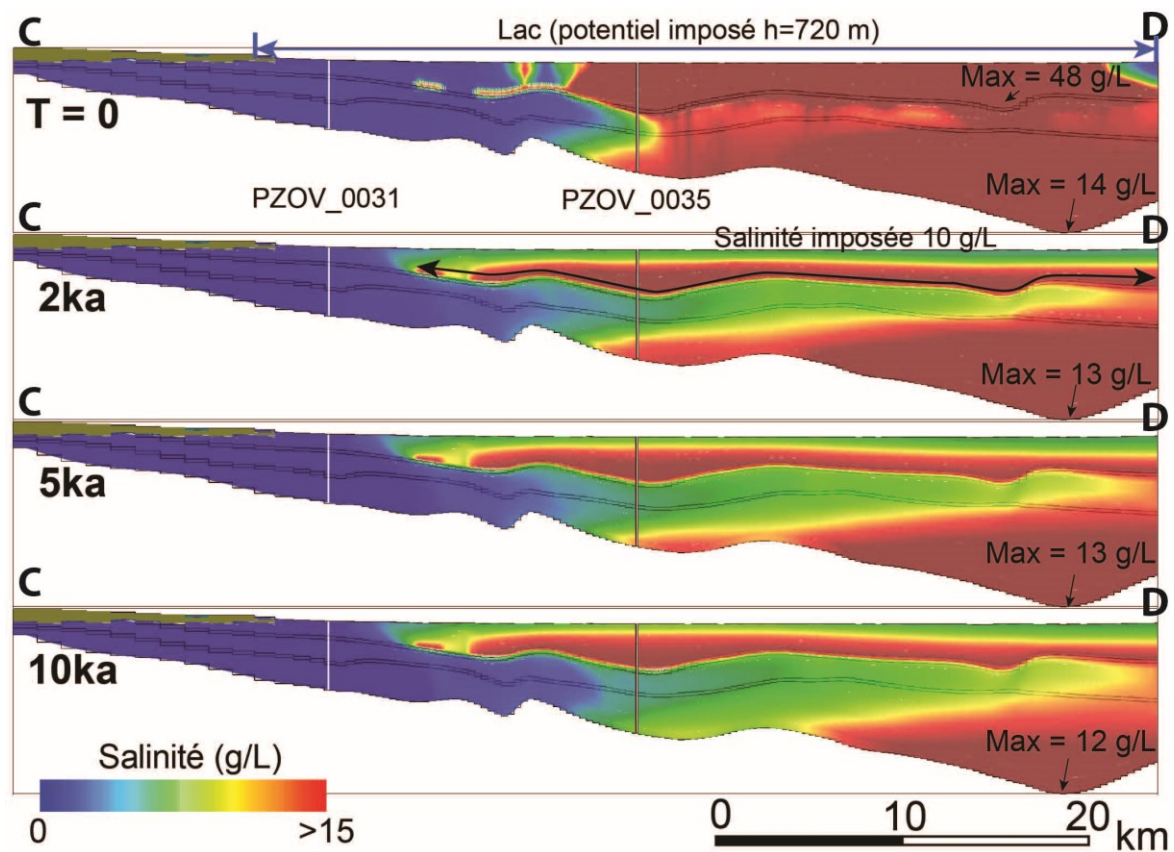 C
Lac (potentiel imposé h=720 m)
D
Max = 48 g/L
T = 0
PZOV_0031
PZOV_0035
Max = 14 g/L
C
D
Salinité imposée 10 g/L
2ka
Max = 13 g/L
C
D
5ka
Max = 13 g/L
C
D
10ka
Max = 12 g/L
Salinité (g/L)
0
>15
0
10
20
km